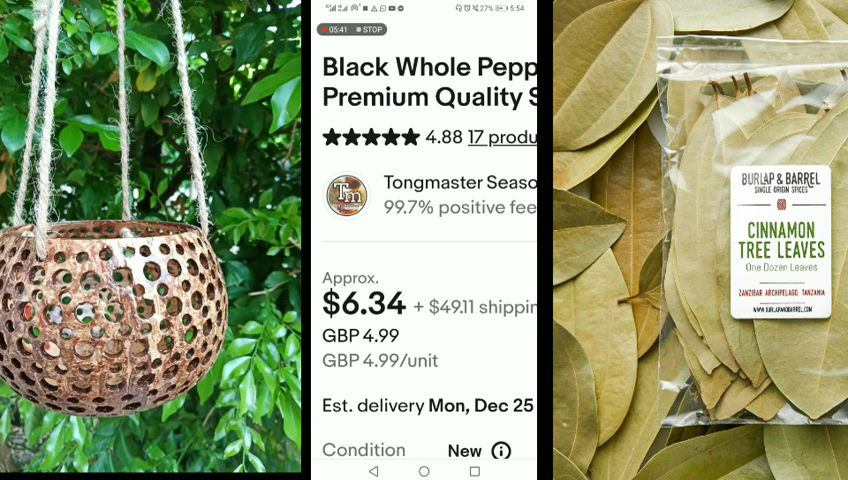 27% 5:54
05:41 STOP
Black Whole Pepp
Premium Quality S
4.88 17 produ
Tm
Tongmaster Seaso
99.7% positive fee
Approx.
$6.34 + $49.11 shippin
GBP 4.99
GBP 4.99/unit
Est. delivery Mon, Dec 25
Condition New
BURLAP & BARREL
SINGLE ORIGIN SPICES
CINNAMON
TREE LEAVES
One Dozen Leaves
ZANZIBAR ARCHIPELAGO, TANZANIA
WWW.BURLAPANDBARREL.COM